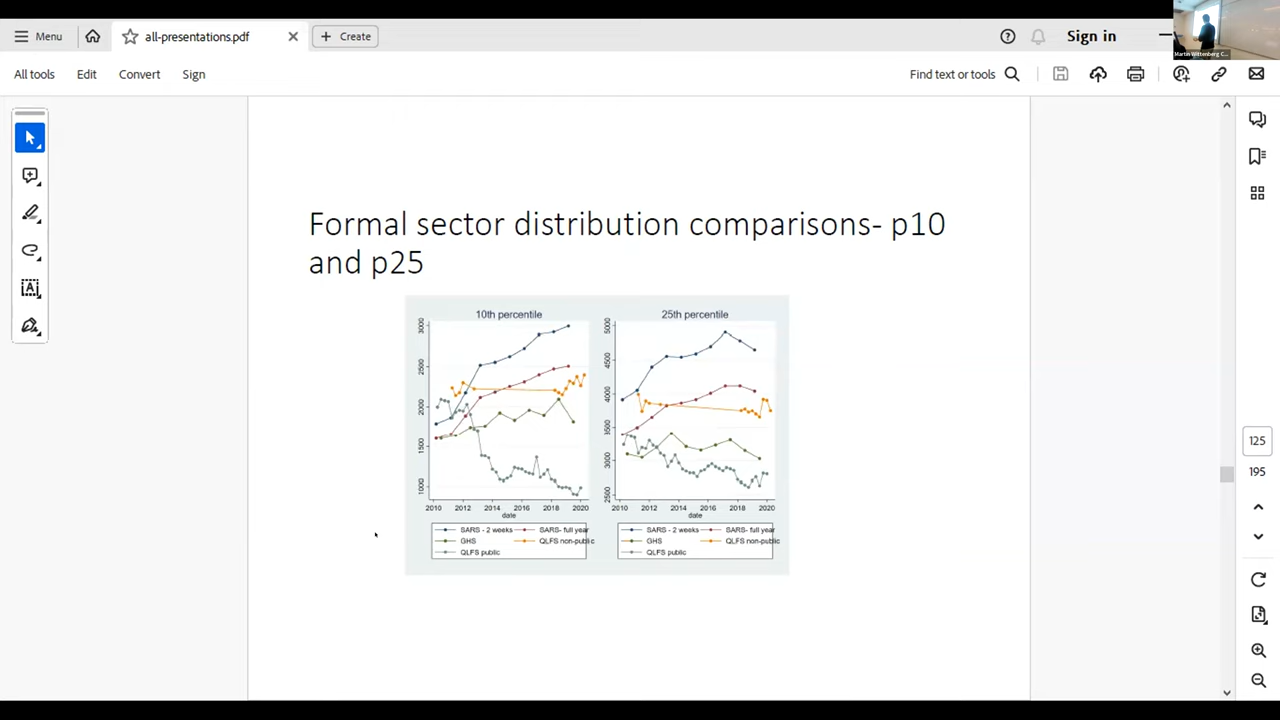 Menu
all-presentations.pdf
Create
Sign in
Martin Wittenberg C...
All tools
Edit
Convert
Sign
Find text or tools
Formal sector distribution comparisons- p10
and p25
10th percentile
3000
2500
2000
1500
1000
2010 2012 2014 2016 2018 2020
date
SARS - 2 weeks SARS- full year
GHS QLFS non-public
QLFS public
25th percentile
5000
4500
4000
3500
3000
2500
2010 2012 2014 2016 2018 2020
date
SARS - 2 weeks SARS- full year
GHS QLFS non-public
QLFS public
125
195